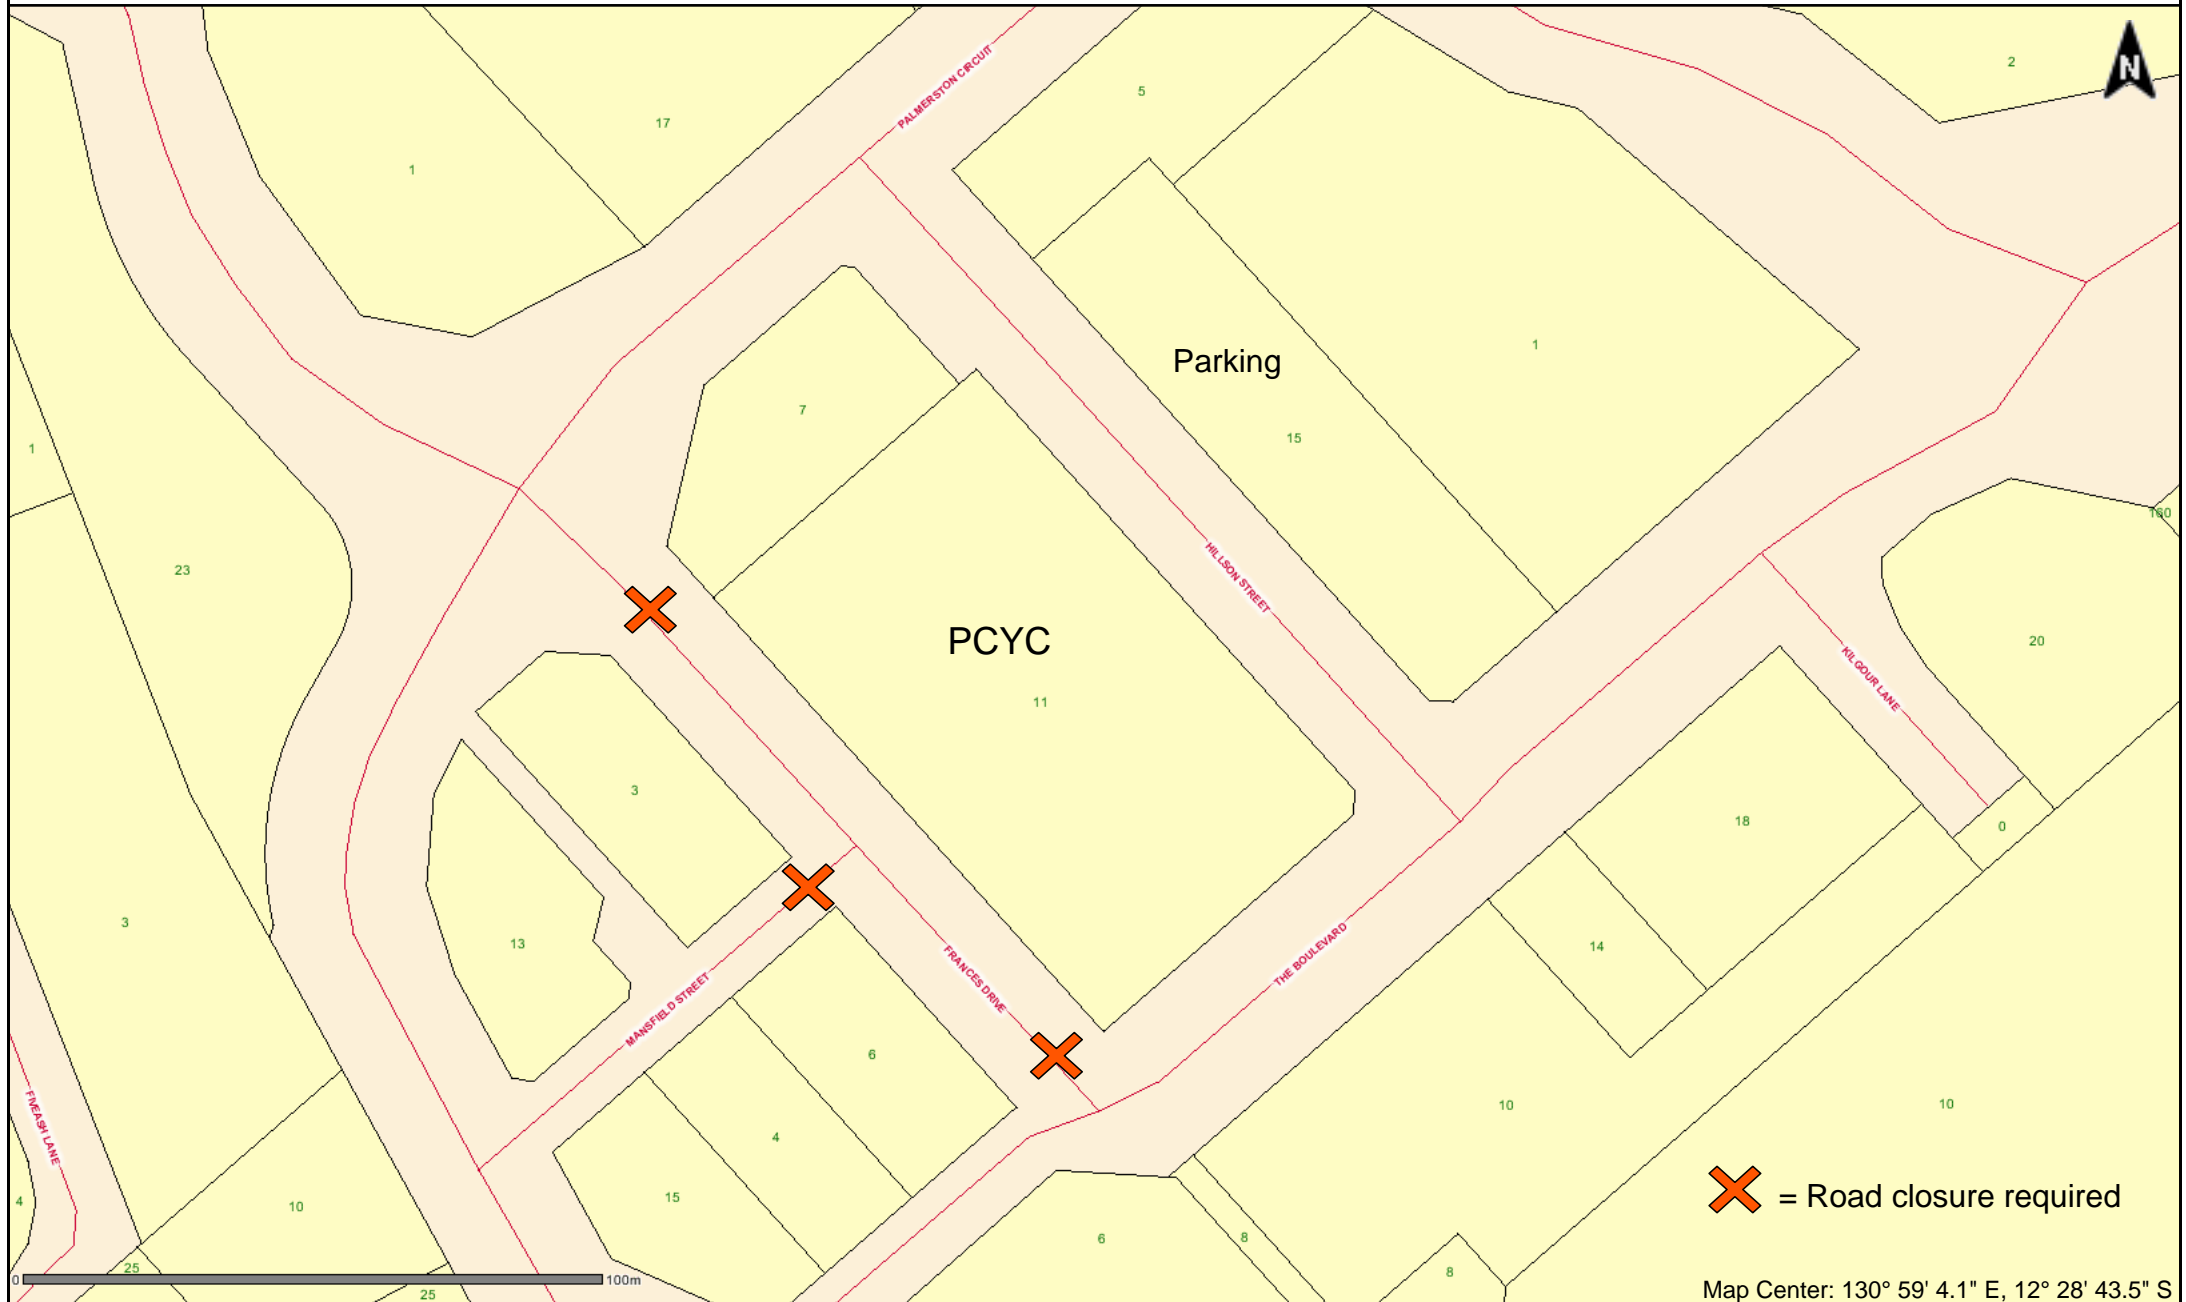 2
PALMERSTON CIRCUIT
N
5
17
1
1
Parking
7
15
1
160
23
HILLSON STREET
PCYC
20
KILGOUR LANE
11
3
18
0
3
13
14
FRANCES DRIVE
THE BOULEVARD
MANSFIELD STREET
6
10
10
FIVEASH LANE
4
15
4
10
= Road closure required
6
8
25
8
0
100m
25
Map Center: 130° 59' 4.1" E, 12° 28' 43.5" S